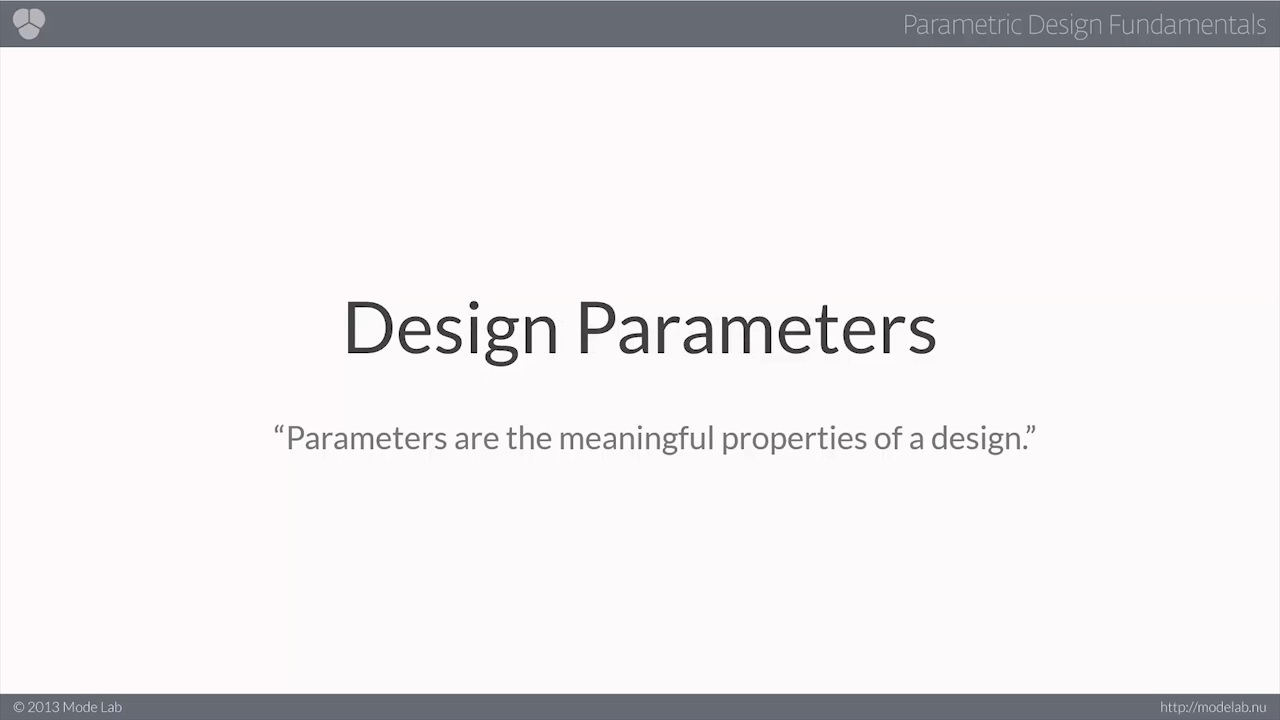 Parametric Design Fundamentals
Design Parameters
“Parameters are the meaningful properties of a design.”
© 2013 Mode Lab
http://modelab.nu